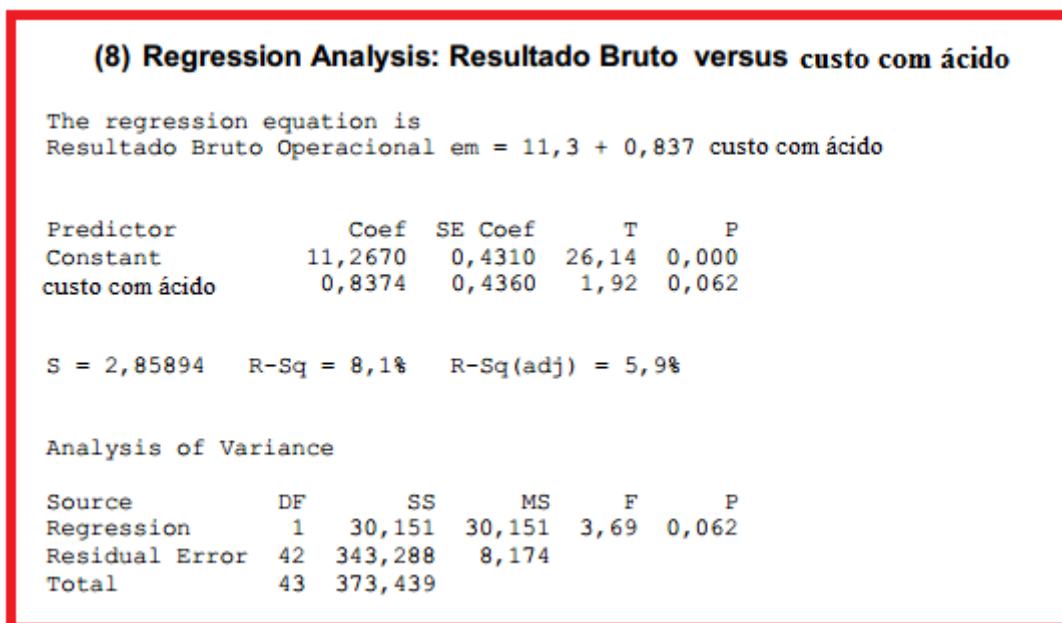 (8) Regression Analysis: Resultado Bruto versus custo com ácido
The regression equation is
Resultado Bruto Operacional em = 11,3 + 0,837 custo com ácido
Predictor Coef SE Coef T P
Constant 11,2670 0,4310 26,14 0,000
custo com ácido 0,8374 0,4360 1,92 0,062
S = 2,85894 R-Sq = 8,1% R-Sq(adj) = 5,9%
Analysis of Variance
Source DF SS MS F P
Regression 1 30,151 30,151 3,69 0,062
Residual Error 42 343,288 8,174
Total 43 373,439